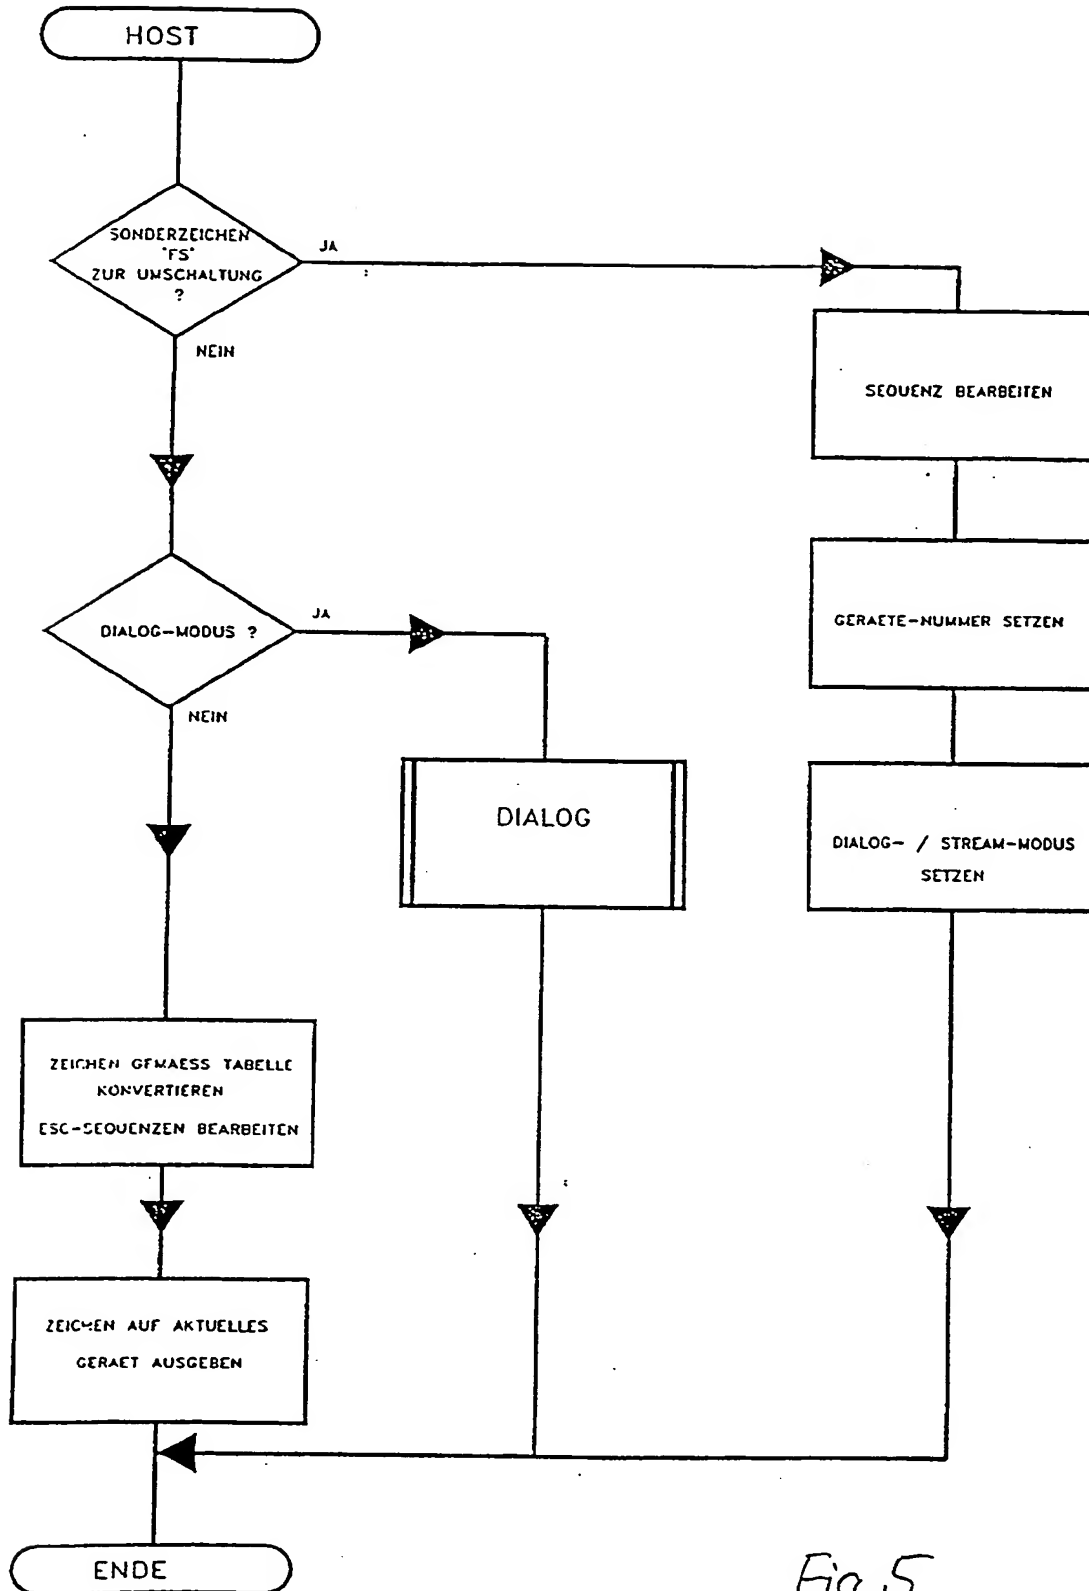 HOST
SONDERZEICHEN
"FS"
ZUR UMSCHALTUNG
?
JA
NEIN
SEQUENZ BEARBEITEN
DIALOG-MODUS ?
JA
GERAETE-NUMMER SETZEN
NEIN
DIALOG
DIALOG- / STREAM-MODUS
SETZEN
ZEICHEN GEMAESS TABELLE
KONVERTIEREN
ESC-SEQUENZEN BEARBEITEN
ZEICHEN AUF AKTUELLES
GERAET AUSGEBEN
ENDE
Fig. 5